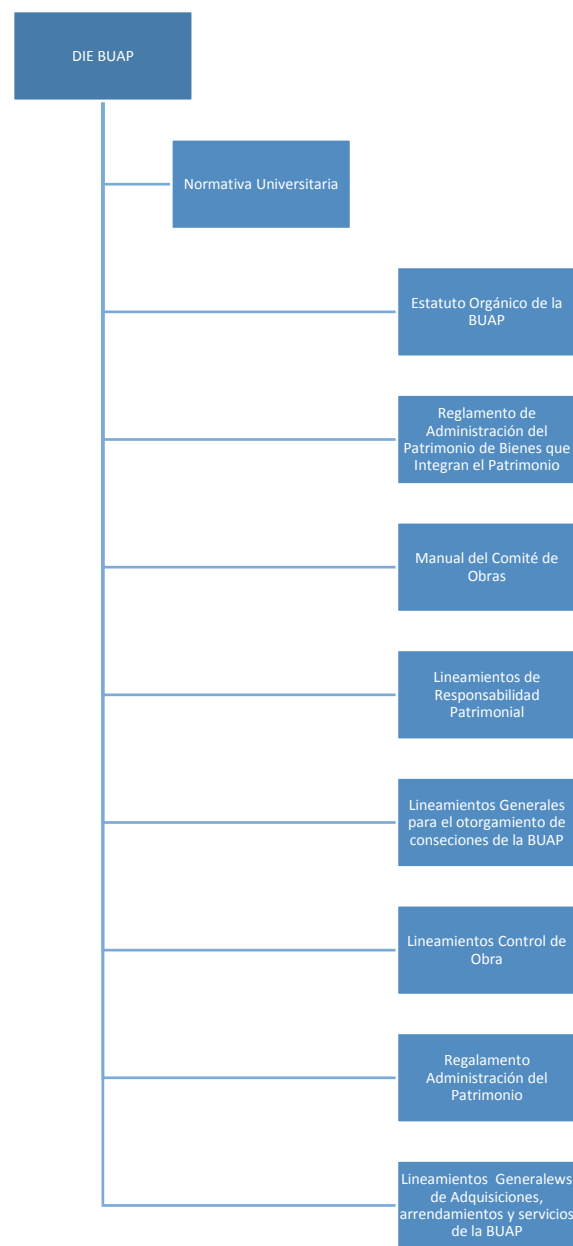 DIE BUAP
Normativa Universitaria
Estatuto Orgánico de la
BUAP
Reglamento de
Administración del
Patrimonio de Bienes que
Integran el Patrimonio
Manual del Comité de
Obras
Lineamientos de
Responsabilidad
Patrimonial
Lineamientos Generales
para el otorgamiento de
conseciones de la BUAP
Lineamientos Control de
Obra
Regalamento
Administración del
Patrimonio
Lineamientos Generalews
de Adquisiciones,
arrendamientos y servicios
de la BUAP